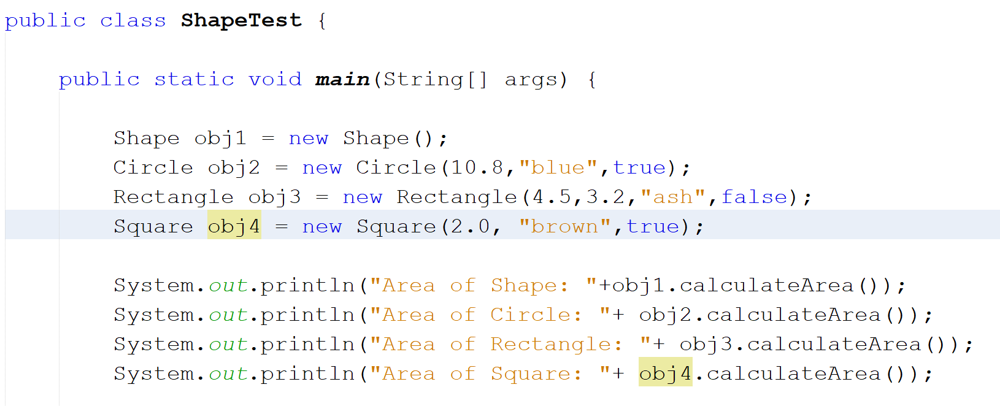 public class ShapeTest {
public static void main(String[] args) {
Shape obj1 = new Shape();
Circle obj2 = new Circle(10.8,"blue",true);
Rectangle obj3 = new Rectangle(4.5,3.2,"ash",false);
Square obj4 = new Square(2.0, "brown",true);
System.out.println("Area of Shape: "+obj1.calculateArea());
System.out.println("Area of Circle: "+ obj2.calculateArea());
System.out.println("Area of Rectangle: "+ obj3.calculateArea());
System.out.println("Area of Square: "+ obj4.calculateArea());